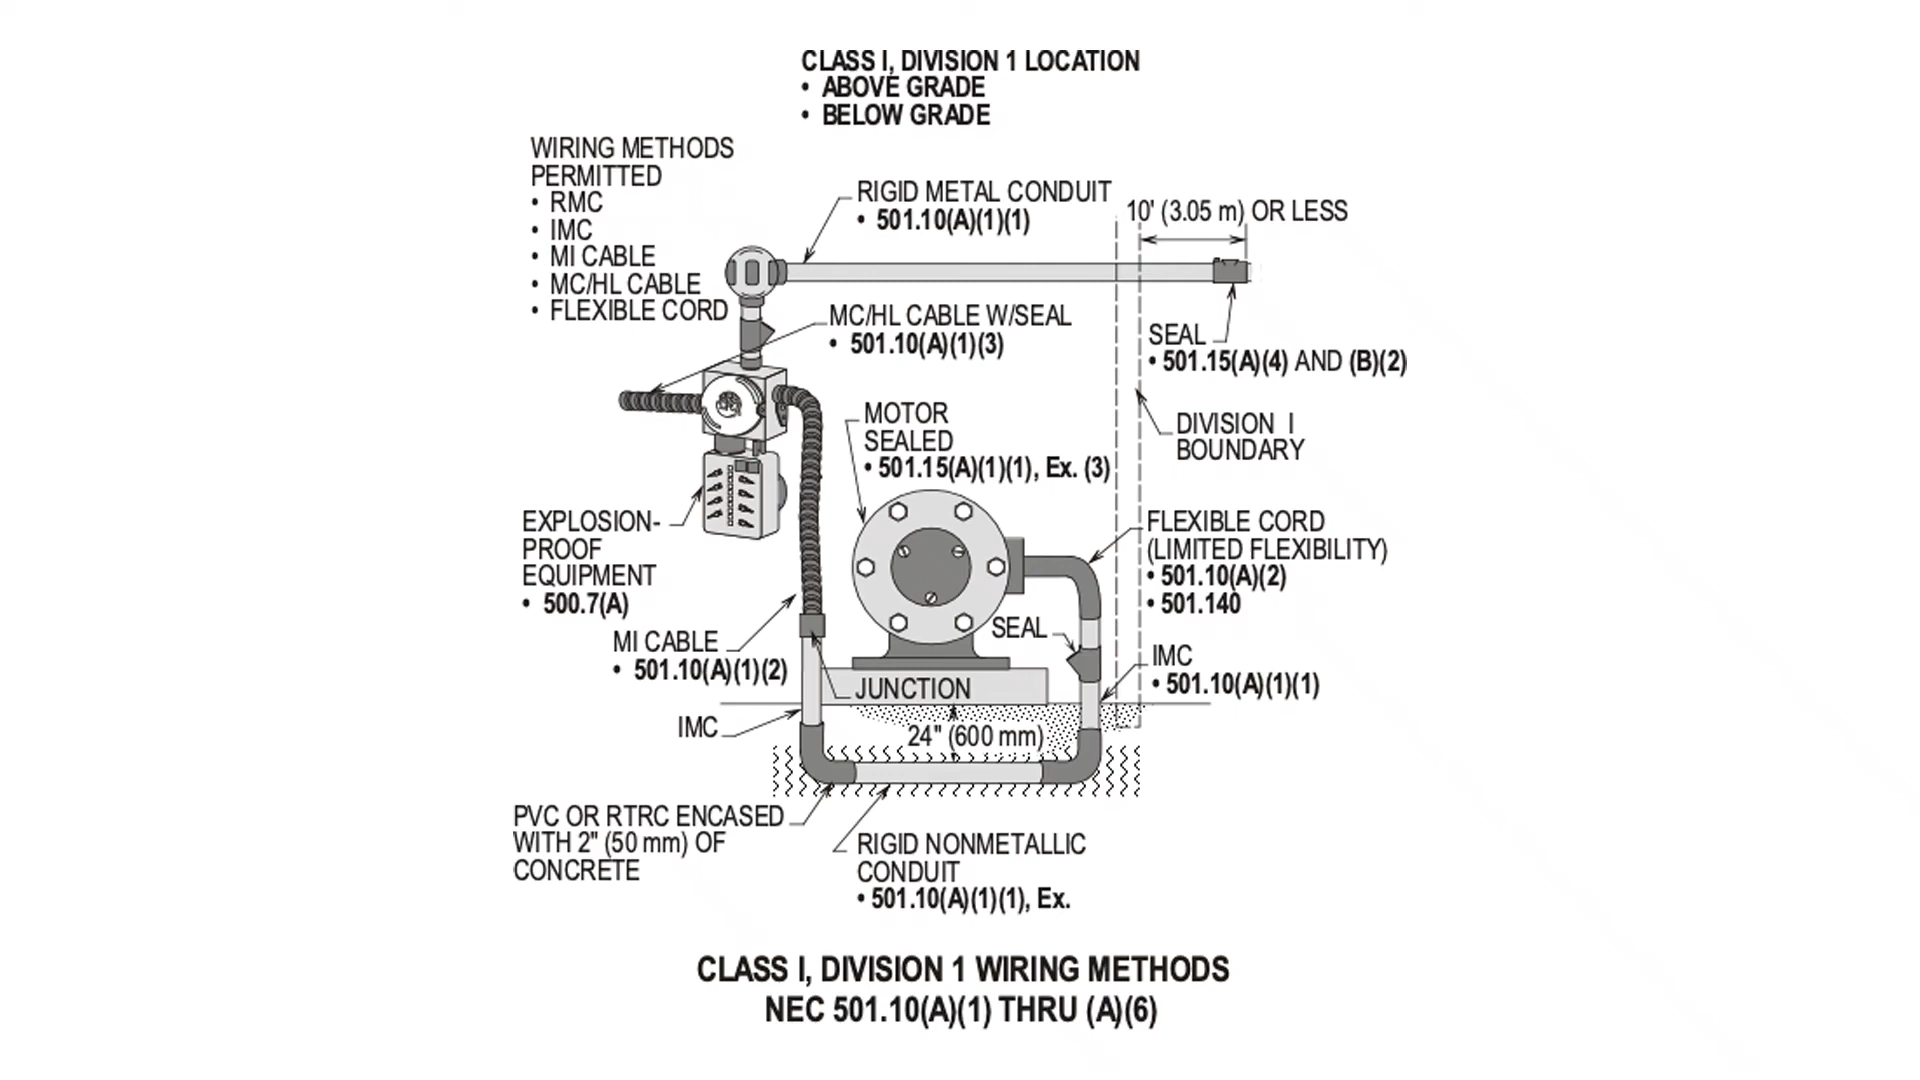 CLASS I, DIVISION 1 LOCATION
• ABOVE GRADE
• BELOW GRADE
WIRING METHODS
PERMITTED
• RMC
• IMC
• MI CABLE
• MC/HL CABLE
• FLEXIBLE CORD
RIGID METAL CONDUIT
• 501.10(A)(1)(1)
10' (3.05 m) OR LESS
MC/HL CABLE W/SEAL
• 501.10(A)(1)(3)
SEAL
• 501.15(A)(4) AND (B)(2)
MOTOR
SEALED
• 501.15(A)(1)(1), Ex. (3)
DIVISION I
BOUNDARY
EXPLOSION-
PROOF
EQUIPMENT
• 500.7(A)
FLEXIBLE CORD
(LIMITED FLEXIBILITY)
• 501.10(A)(2)
• 501.140
MI CABLE
• 501.10(A)(1)(2)
SEAL
JUNCTION
IMC
• 501.10(A)(1)(1)
IMC
24" (600 mm)
PVC OR RTRC ENCASED
WITH 2" (50 mm) OF
CONCRETE
RIGID NONMETALLIC
CONDUIT
• 501.10(A)(1)(1), Ex.
CLASS I, DIVISION 1 WIRING METHODS
NEC 501.10(A)(1) THRU (A)(6)